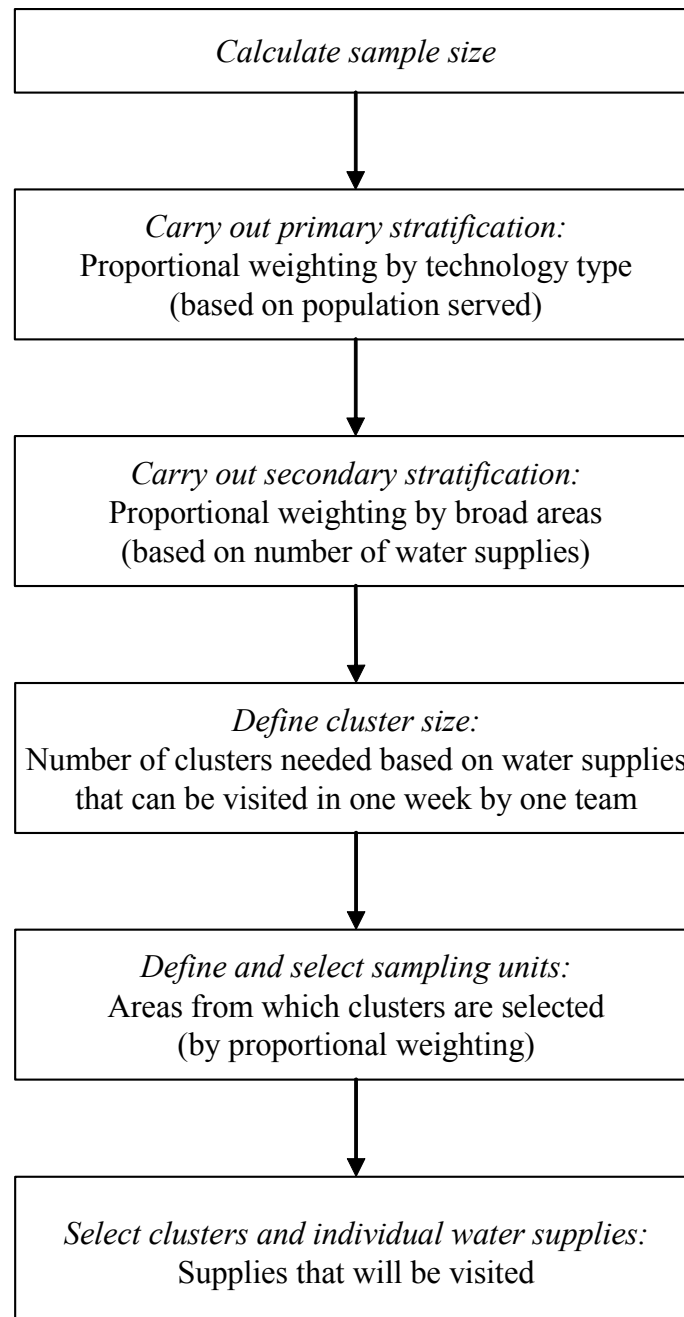 Calculate sample size
Carry out primary stratification:
Proportional weighting by technology type
(based on population served)
Carry out secondary stratification:
Proportional weighting by broad areas
(based on number of water supplies)
Define cluster size:
Number of clusters needed based on water supplies
that can be visited in one week by one team
Define and select sampling units:
Areas from which clusters are selected
(by proportional weighting)
Select clusters and individual water supplies:
Supplies that will be visited